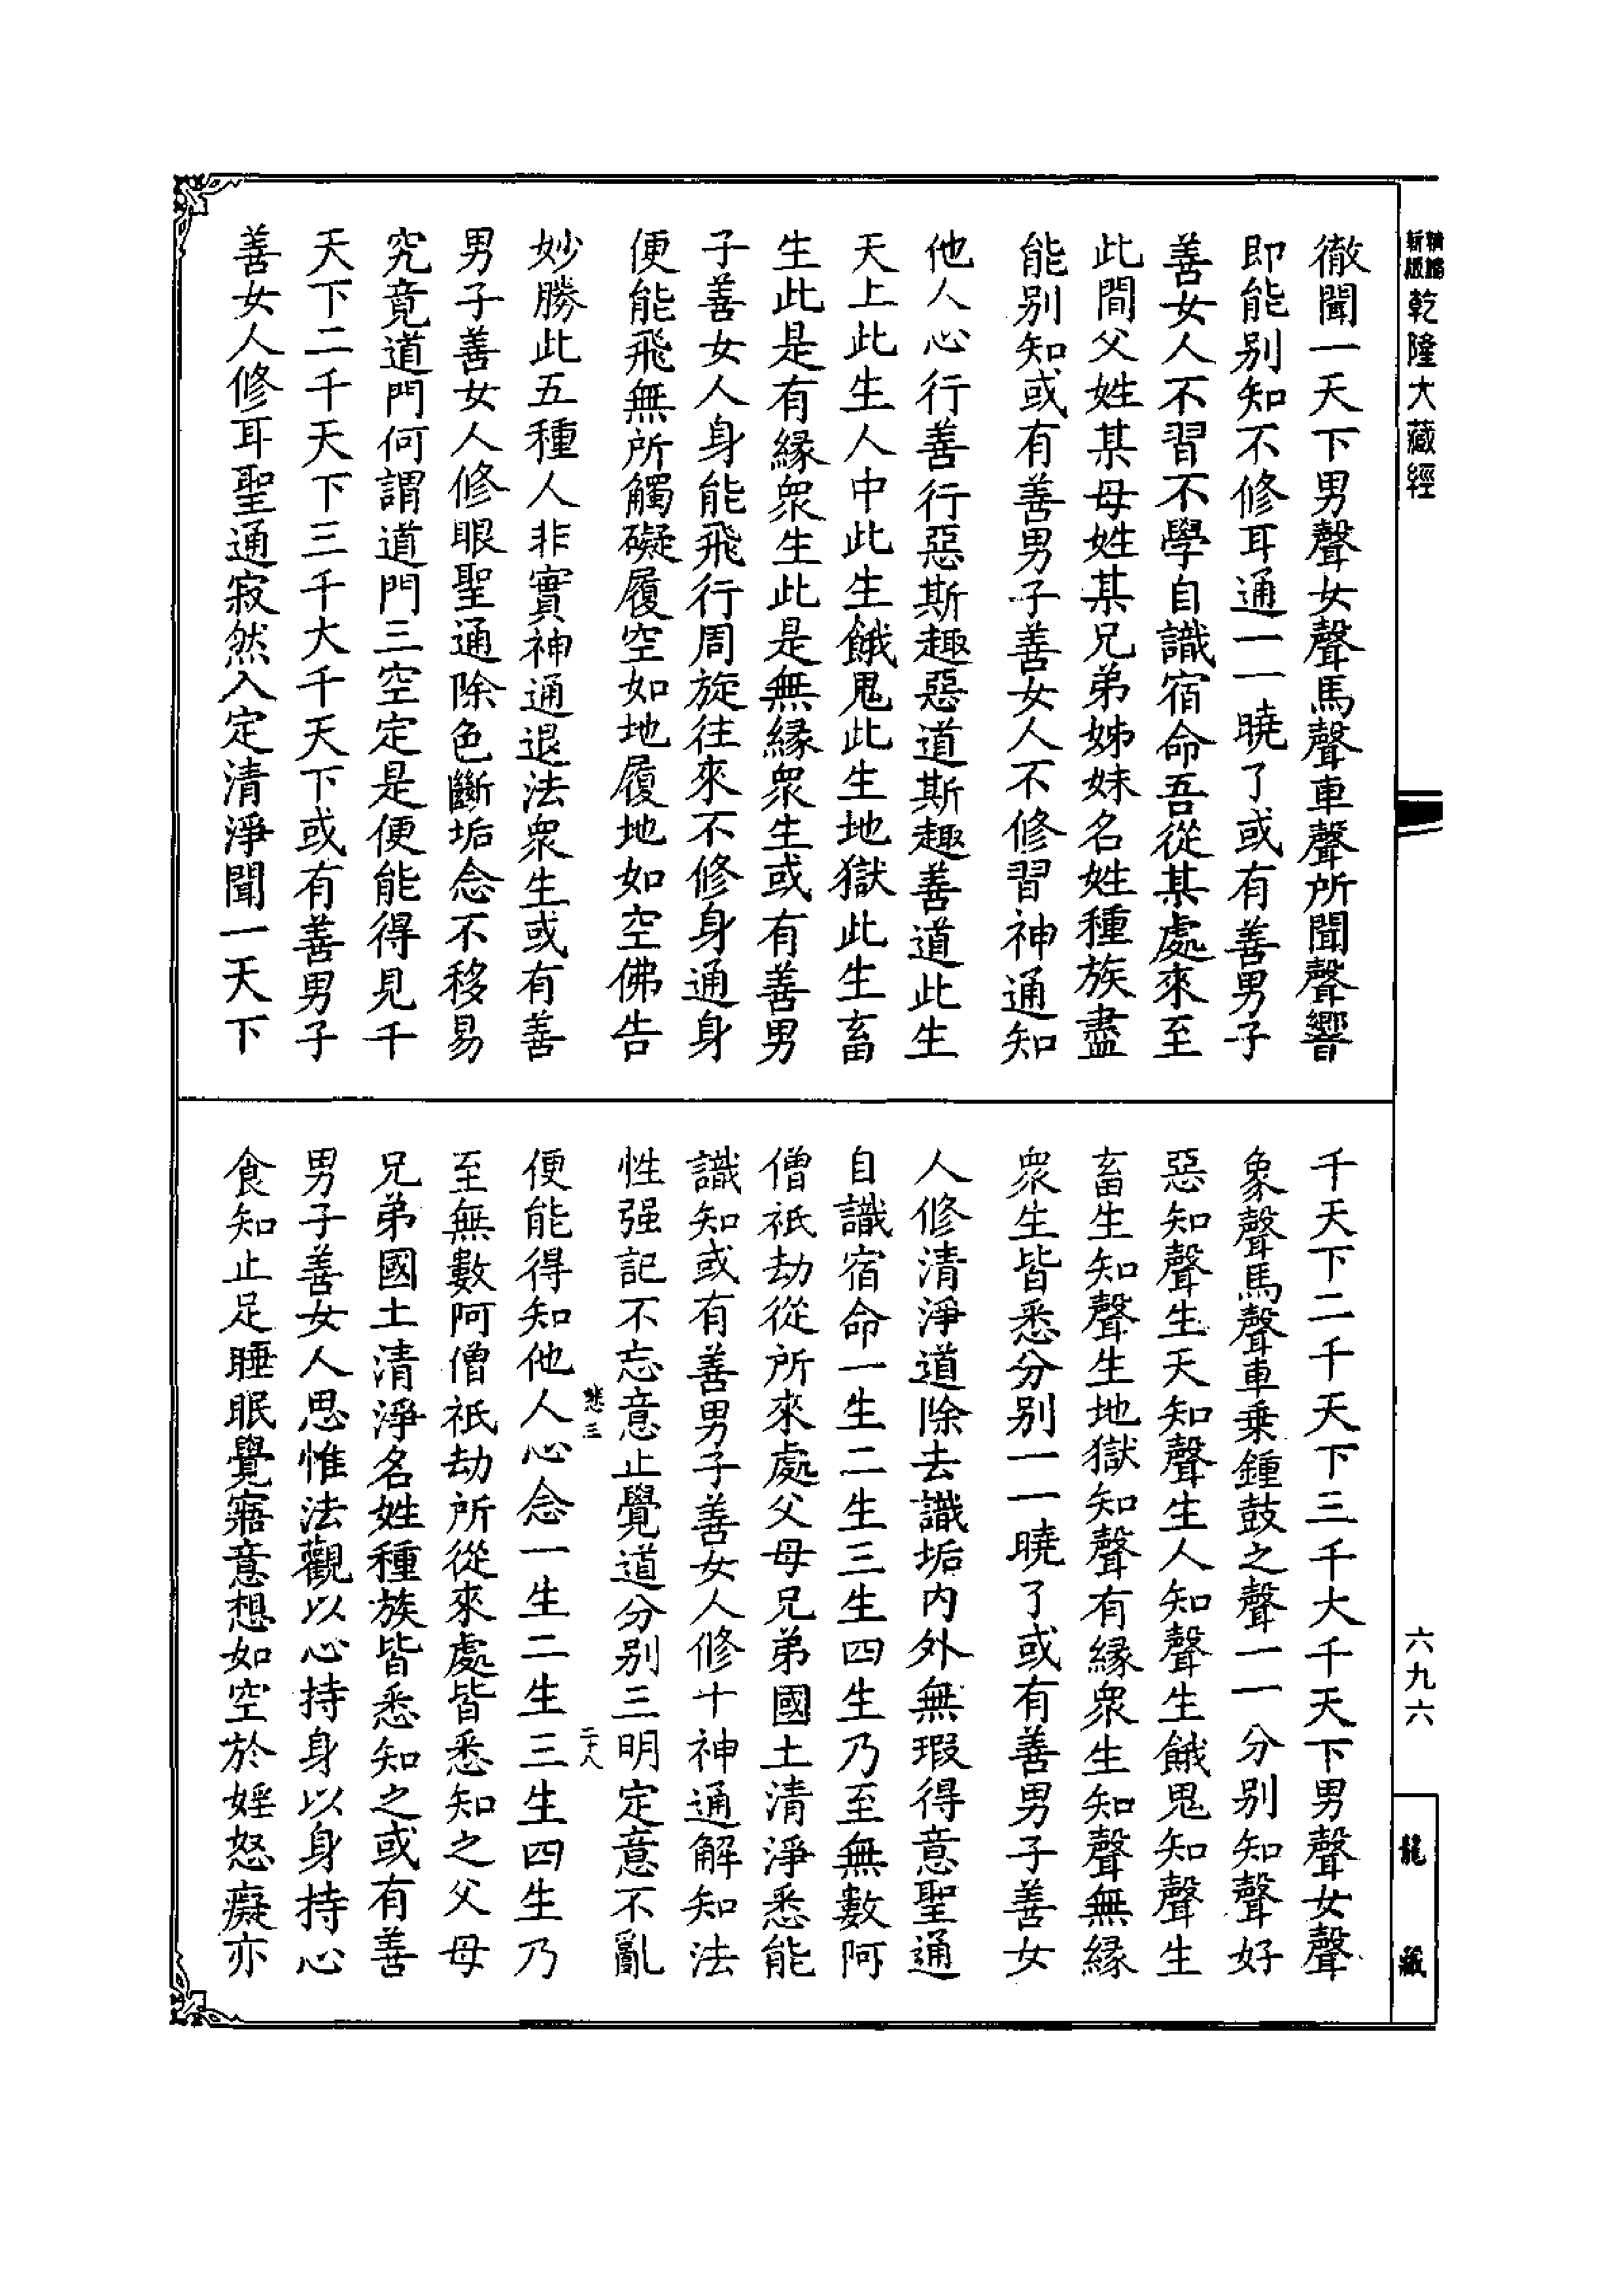 新版
精縮
乾隆大藏經
徹聞一天下男聲女聲馬聲車聲所聞聲響
即能別知不修耳通一一曉了或有善男子
善女人不習不學自識宿命吾從某處來至
此間父姓某母姓某兄弟姊妹名姓種族盡
能別知或有善男子善女人不修習神通知
他人心行善行惡斯趣惡道斯趣善道此生
天上此生人中此生餓鬼此生地獄此生畜
生此是有緣眾生此是無緣眾生或有善男
子善女人身能飛行周旋往來不修身通身
便能飛無所觸礙履空如地履地如空佛告
妙勝此五種人非實神通退法眾生或有善
男子善女人修眼聖通除色斷垢念不移易
究竟道門何謂道門三空定是便能得見千
天下二千天下三千大千天下或有善男子
善女人修耳聖通寂然入定清淨聞一天下
千天下二千天下三千大千天下男聲女聲
象聲馬聲車乘鍾鼓之聲一一分別知聲好
惡知聲生天知聲生人知聲生餓鬼知聲生
畜生知聲生地獄知聲有緣眾生知聲無緣
眾生皆悉分別一一曉了或有善男子善女
人修清淨道除去識垢內外無瑕得意聖通
自識宿命一生二生三生四生乃至無數阿
僧祇劫從所來處父母兄弟國土清淨悉能
識知或有善男子善女人修十神通解知法
性强記不忘意止覺道分別三明定意不亂
便能得知他人心念一生二生三生四生乃
至無數阿僧祇劫所從來處皆悉知之父母
兄弟國土清淨名姓種族皆悉知之或有善
男子善女人思惟法觀以心持身以身持心
食知止足睡眠覺寤意想如空於婬怒癡亦
六九六
龍藏